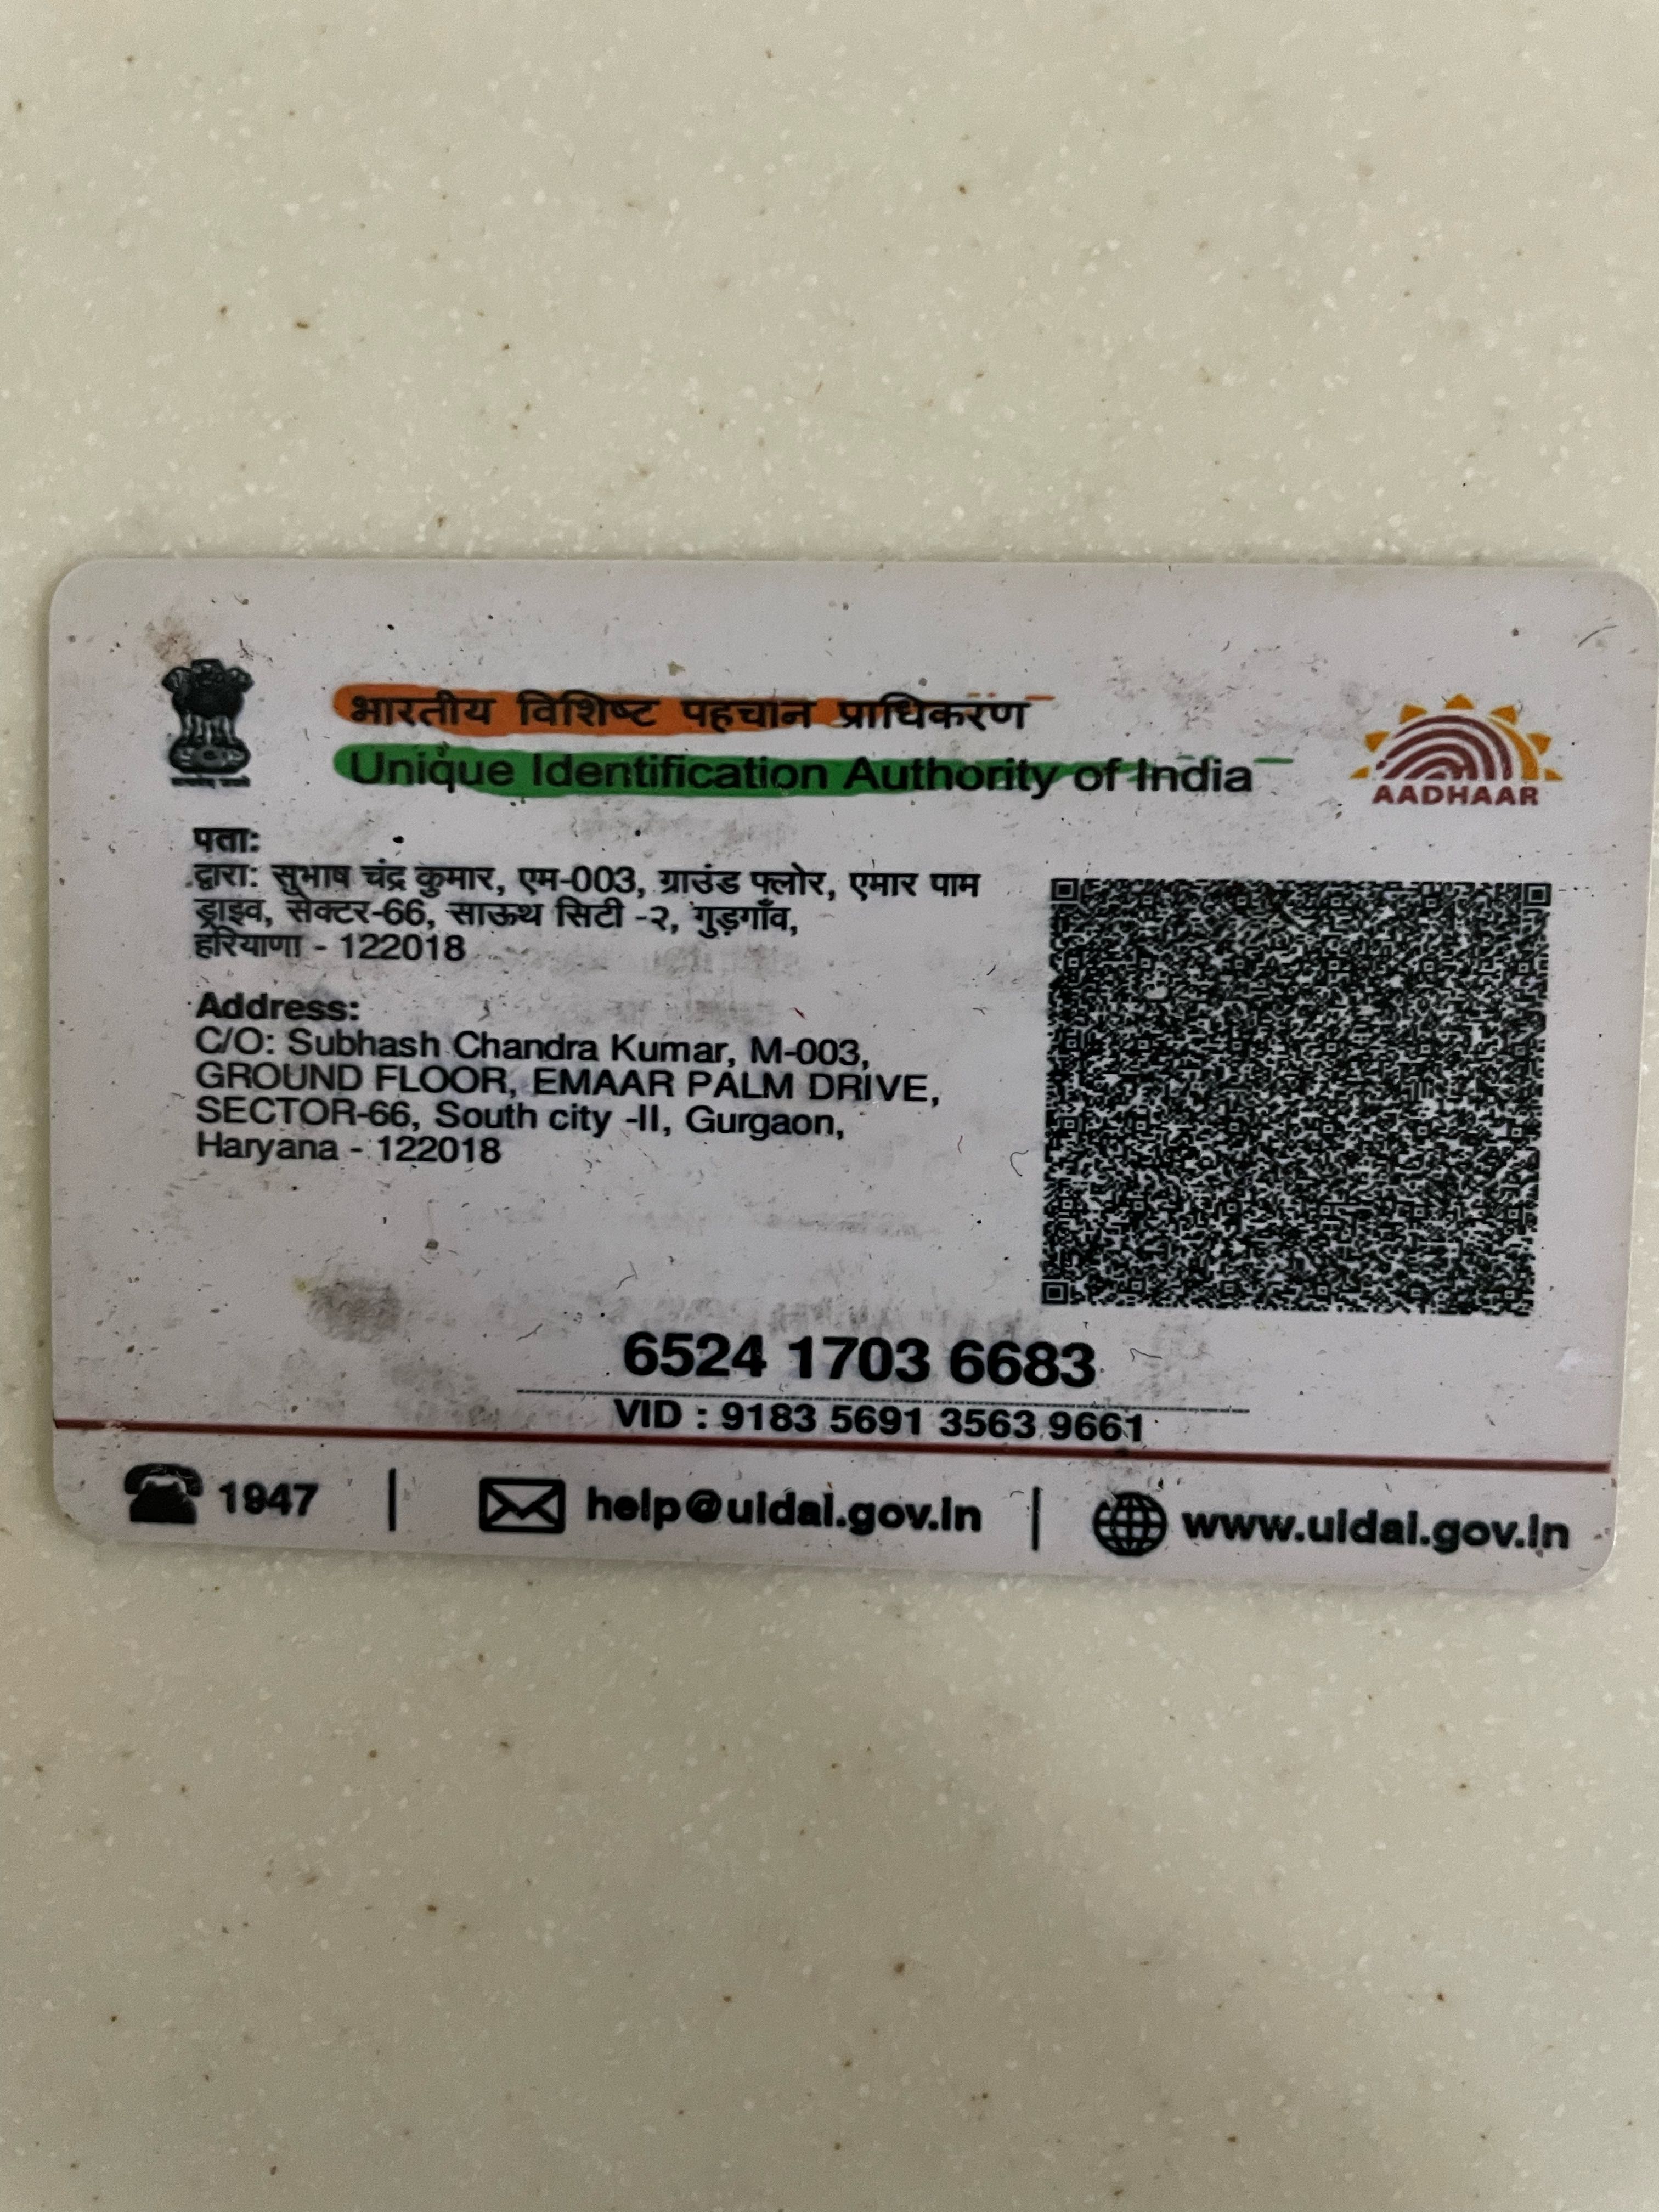 भारतीय विशिष्ट पहचान प्राधिकरण
Unique Identification Authority of India
AADHAAR
पता:
द्वारा: सुभाष चंद्र कुमार, एम-003, ग्राउंड फ्लोर, एमार पाम
ड्राइव, सेक्टर-66, साऊथ सिटी -२, गुड़गाँव,
हरियाणा - 122018
Address:
C/O: Subhash Chandra Kumar, M-003,
GROUND FLOOR, EMAAR PALM DRIVE,
SECTOR-66, South city -II, Gurgaon,
Haryana - 122018
6524 1703 6683
VID : 9183 5691 3563 9661
1947 | help@uidai.gov.in | www.uidai.gov.in